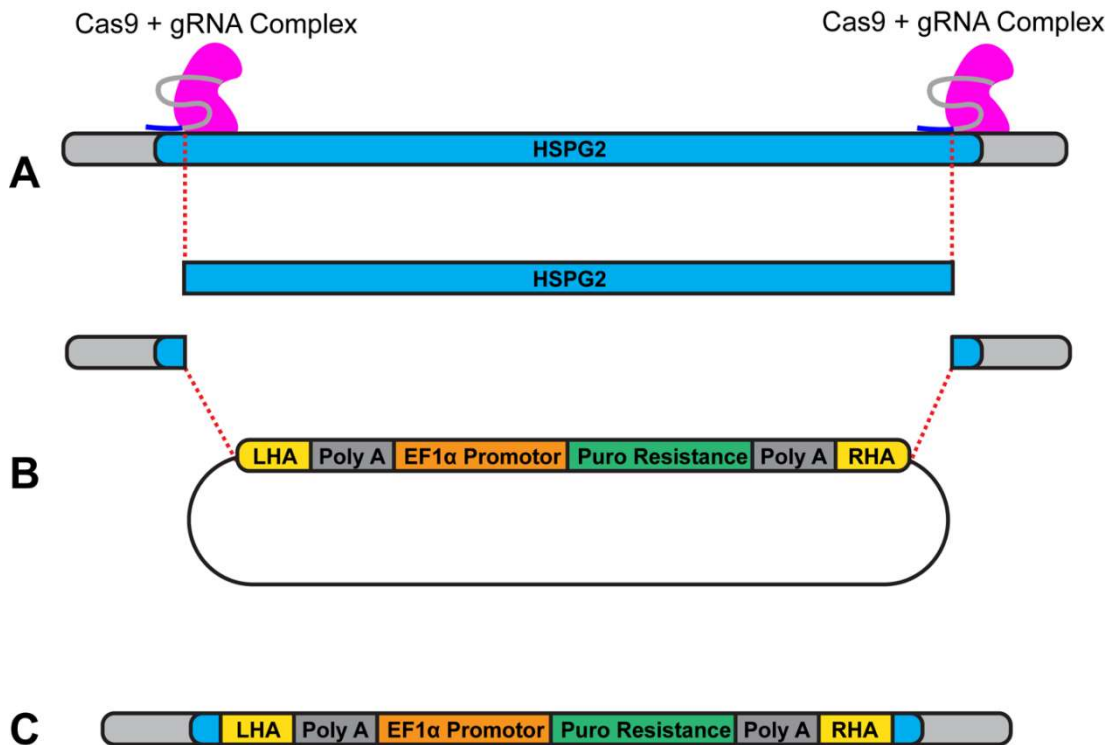 Cas9 + gRNA Complex
Cas9 + gRNA Complex
HSPG2
A
HSPG2
LHA Poly A EF1α Promotor Puro Resistance Poly A RHA
B
C
LHA Poly A EF1α Promotor Puro Resistance Poly A RHA